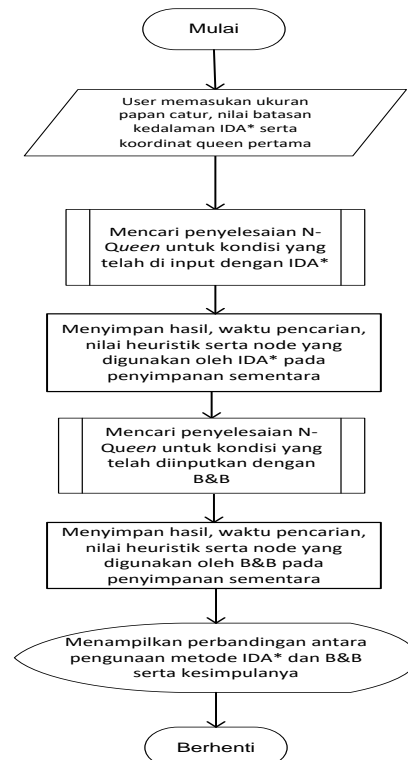 Mulai
User memasukan ukuran
papan catur, nilai batasan
kedalaman IDA* serta
koordinat queen pertama
Mencari penyelesaian N-
Queen untuk kondisi yang
telah di input dengan IDA*
Menyimpan hasil, waktu pencarian,
nilai heuristik serta node yang
digunakan oleh IDA* pada
penyimpanan sementara
Mencari penyelesaian N-
Queen untuk kondisi yang
telah diinputkan dengan
B&B
Menyimpan hasil, waktu pencarian,
nilai heuristik serta node yang
digunakan oleh B&B pada
penyimpanan sementara
Menampilkan perbandingan antara
pengunaan metode IDA* dan B&B
serta kesimpulanya
Berhenti